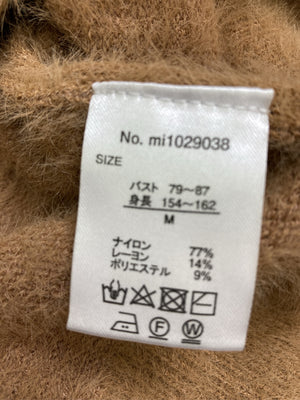 No. mi1029038
SIZE
バスト 79～87
身長 154～162
M
ナイロン 77%
レーヨン 14%
ポリエステル 9%
F W